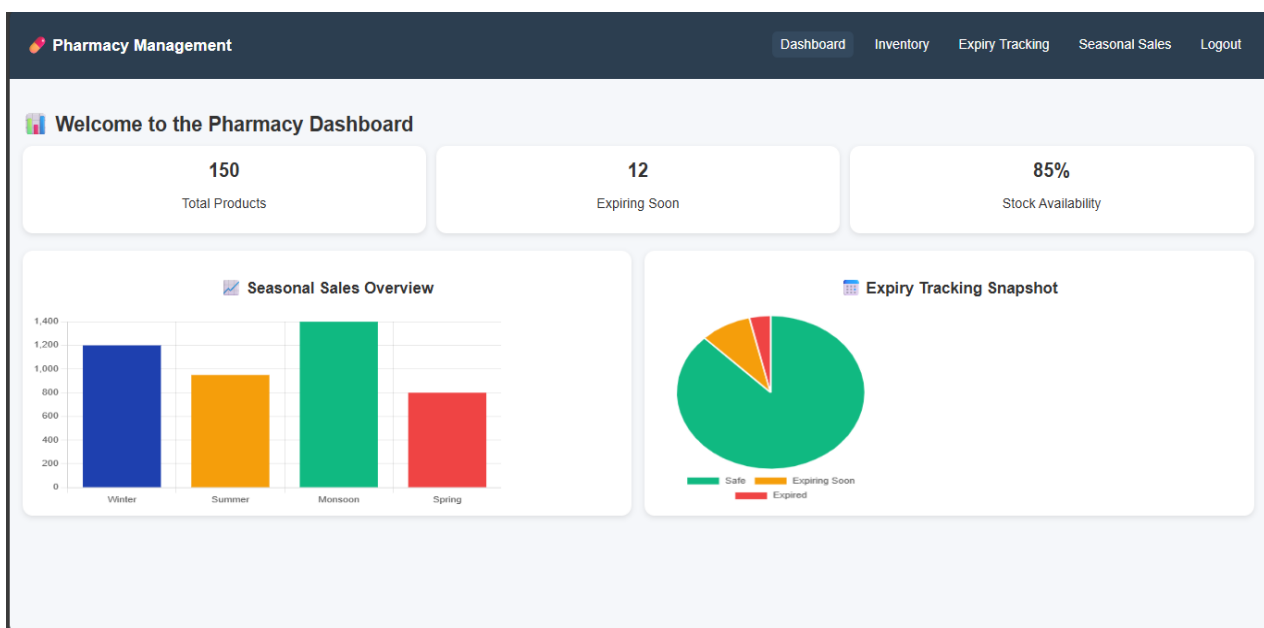 Pharmacy Management
Dashboard Inventory Expiry Tracking Seasonal Sales Logout
Welcome to the Pharmacy Dashboard
150
Total Products
12
Expiring Soon
85%
Stock Availability
Seasonal Sales Overview
1,400
1,200
1,000
800
600
400
200
0
Winter Summer Monsoon Spring
Expiry Tracking Snapshot
Safe Expiring Soon
Expired